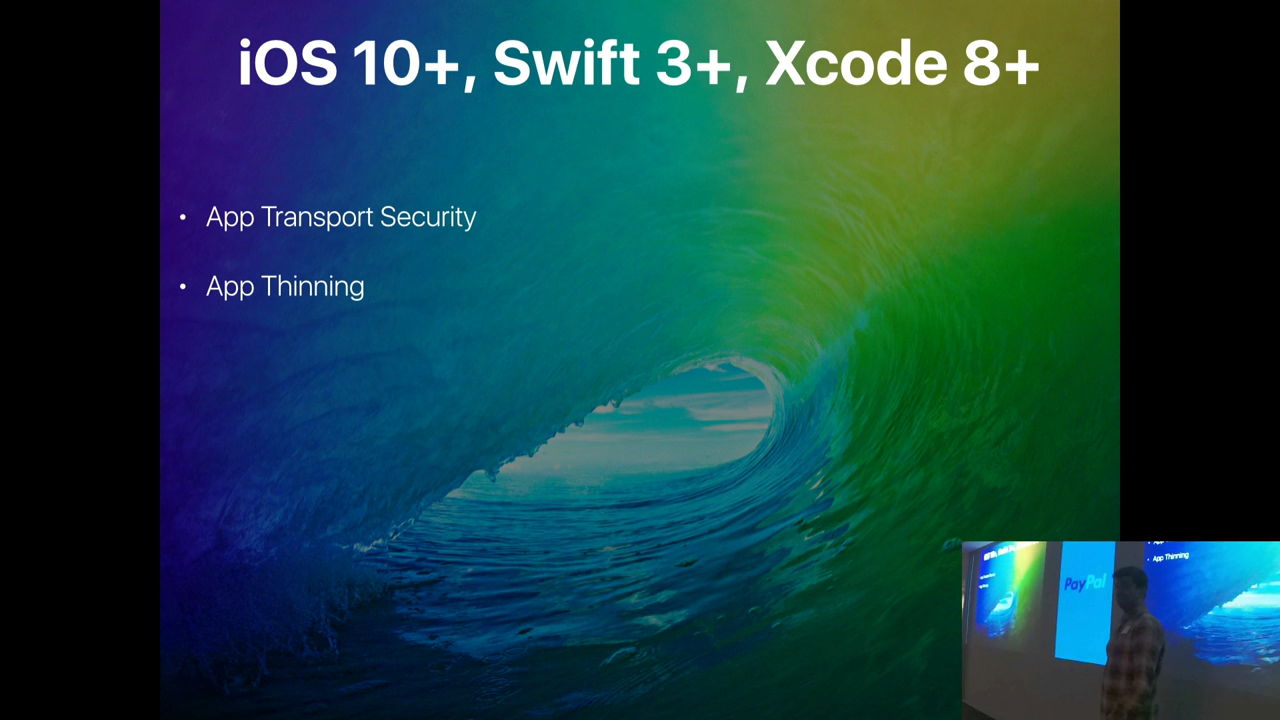 iOS 10+, Swift 3+, Xcode 8+
• App Transport Security
• App Thinning
PayPal
• App Thinning